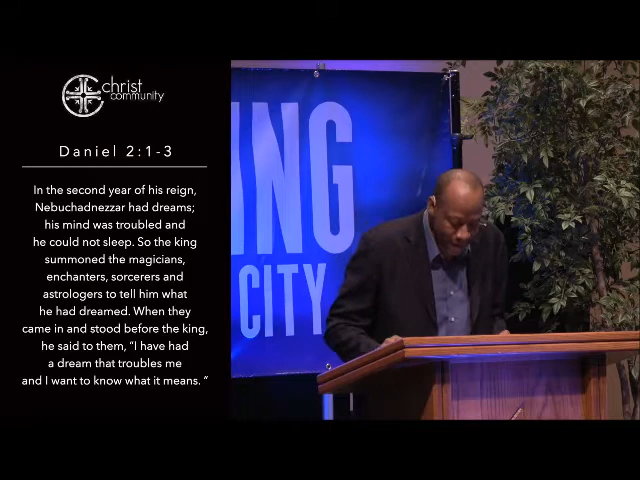 christ
community
Daniel 2:1-3
In the second year of his reign,
Nebuchadnezzar had dreams;
his mind was troubled and
he could not sleep. So the king
summoned the magicians,
enchanters, sorcerers and
astrologers to tell him what
he had dreamed. When they
came in and stood before the king,
he said to them, “I have had
a dream that troubles me
and I want to know what it means. ”
ING
CITY